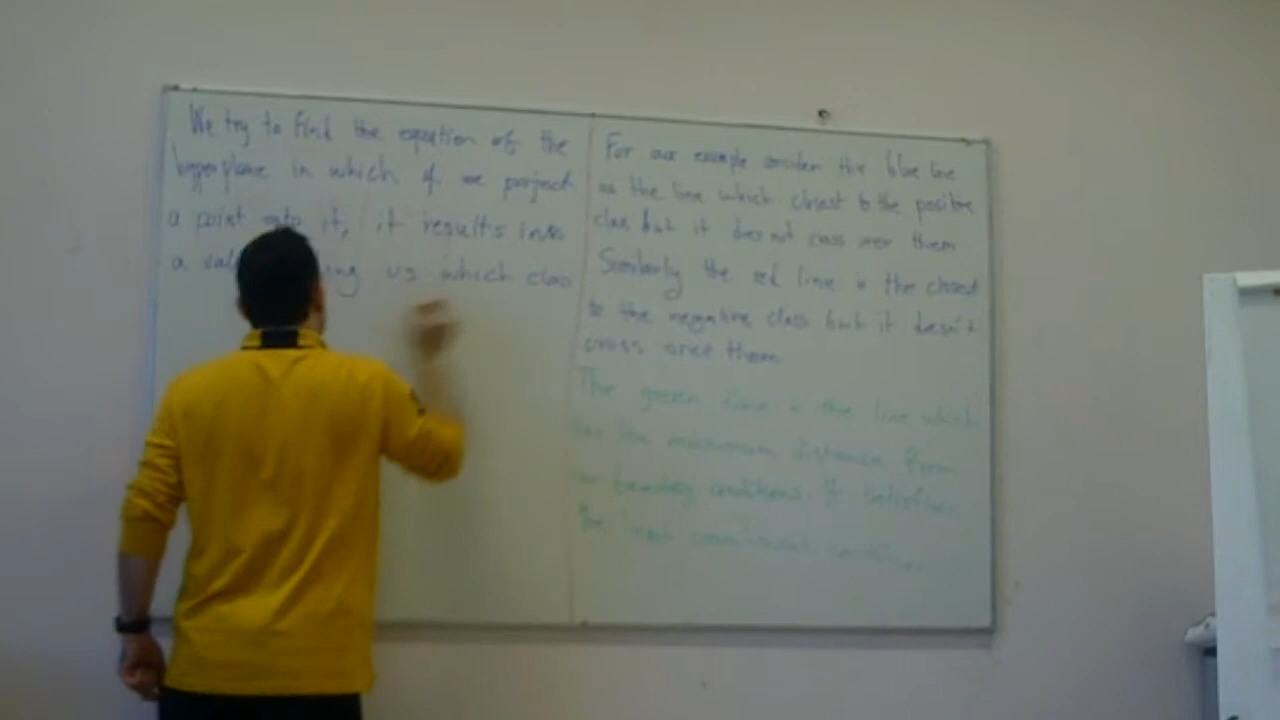 We try to find the equation of the
hyperplane in which if we project
a point onto it, it results into
a us which class
For our example consider the blue line
as the line which closest to the positive
class but it does not cross over them
Similarly the red line is the closest
to the negative class but it doesn't
cross over them
The green line is the line which
the maximum distance from
boundary conditions. It satisfies
the